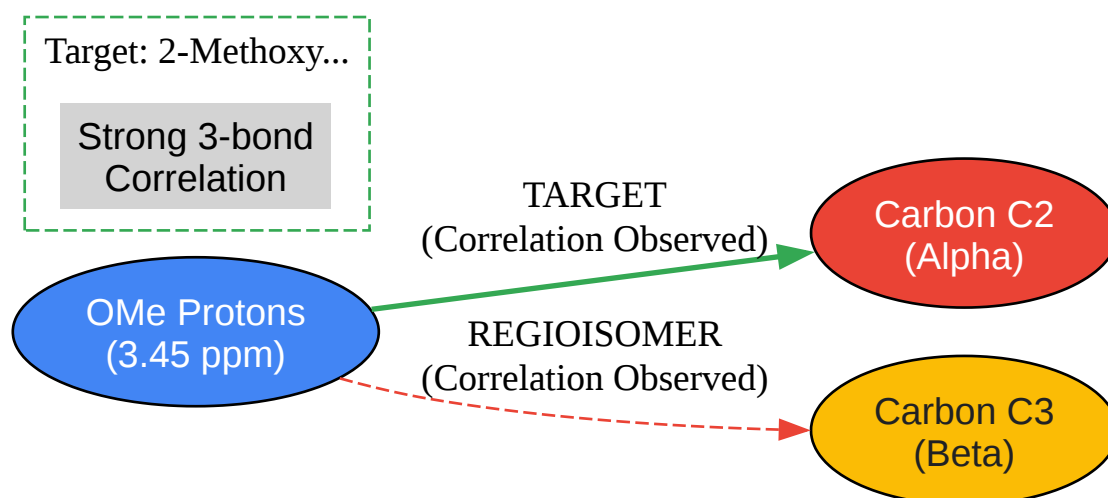 Target: 2-Methoxy...
Strong 3-bond
Correlation
TARGET
(Correlation Observed)
Carbon C2
(Alpha)
OMe Protons
(3.45 ppm)
REGIOISOMER
(Correlation Observed)
Carbon C3
(Beta)